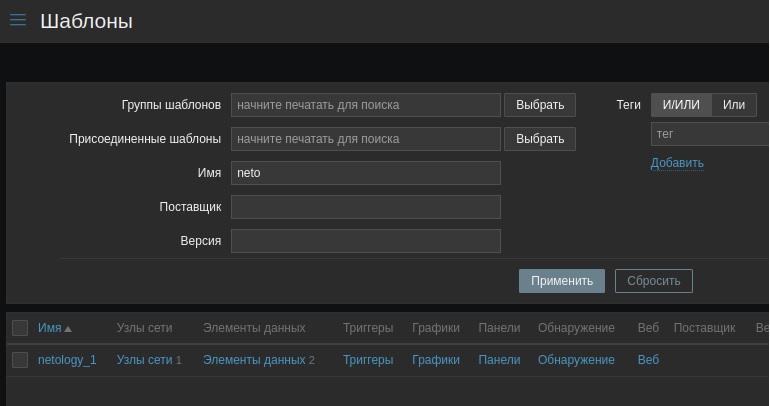 Шаблоны
Группы шаблонов начните печатать для поиска Выбрать Теги И/ИЛИ Или
Присоединенные шаблоны начните печатать для поиска Выбрать тег
Имя neto Добавить
Поставщик
Версия
Применить Сбросить
Имя Узлы сети Элементы данных Триггеры Графики Панели Обнаружение Веб Поставщик Ве
netology_1 Узлы сети 1 Элементы данных 2 Триггеры Графики Панели Обнаружение Веб